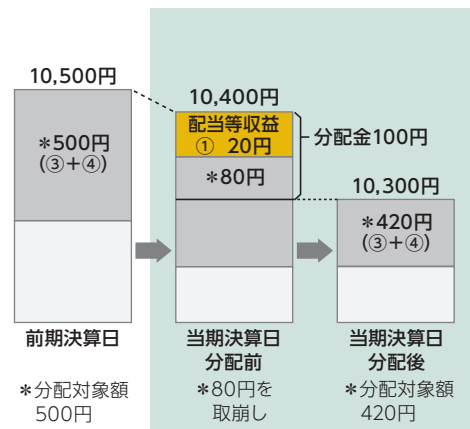 10,500円
*500円
(③+④)
前期決算日
*分配対象額
500円
10,400円
配当等収益
① 20円
*80円
分配金100円
当期決算日
分配前
*80円を
取崩し
10,300円
*420円
(③+④)
当期決算日
分配後
*分配対象額
420円